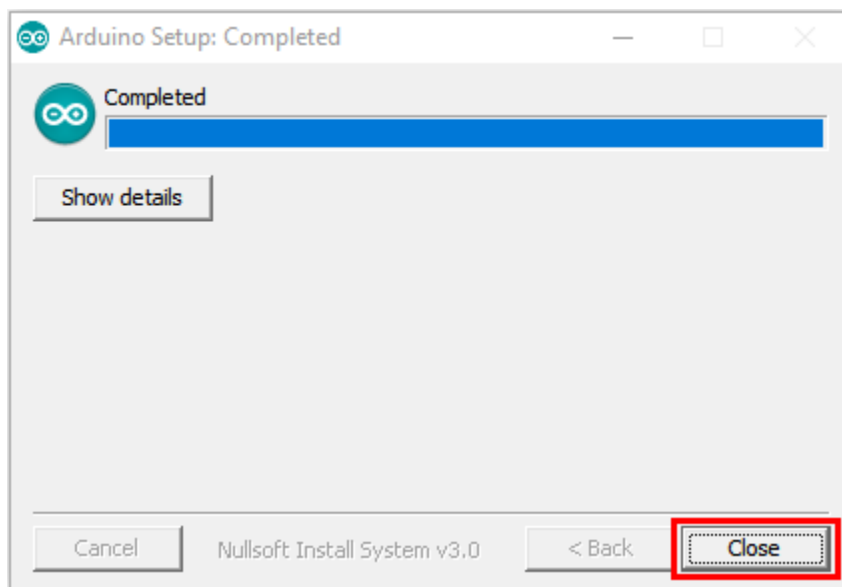 Arduino Setup: Completed
Completed
Show details
Cancel
Nullsoft Install System v3.0
< Back
Close